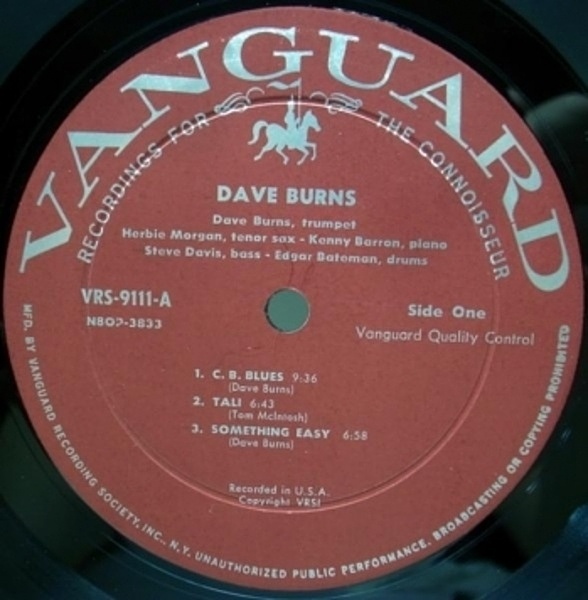 VANGUARD
RECORDINGS FOR THE CONNOISSEUR
DAVE BURNS
Dave Burns, trumpet
Herbie Morgan, tenor sax - Kenny Barron, piano
Steve Davis, bass - Edgar Bateman, drums
VRS-9111-A
Side One
N8OP-3833
Vanguard Quality Control
1. C. B. BLUES 9:36
(Dave Burns)
2. TALI 6:43
(Tom McIntosh)
3. SOMETHING EASY 6:58
(Dave Burns)
Recorded in U.S.A.
Copyright VRSI
MFD. BY VANGUARD RECORDING SOCIETY, INC., N.Y. UNAUTHORIZED PUBLIC PERFORMANCE, BROADCASTING OR COPYING PROHIBITED